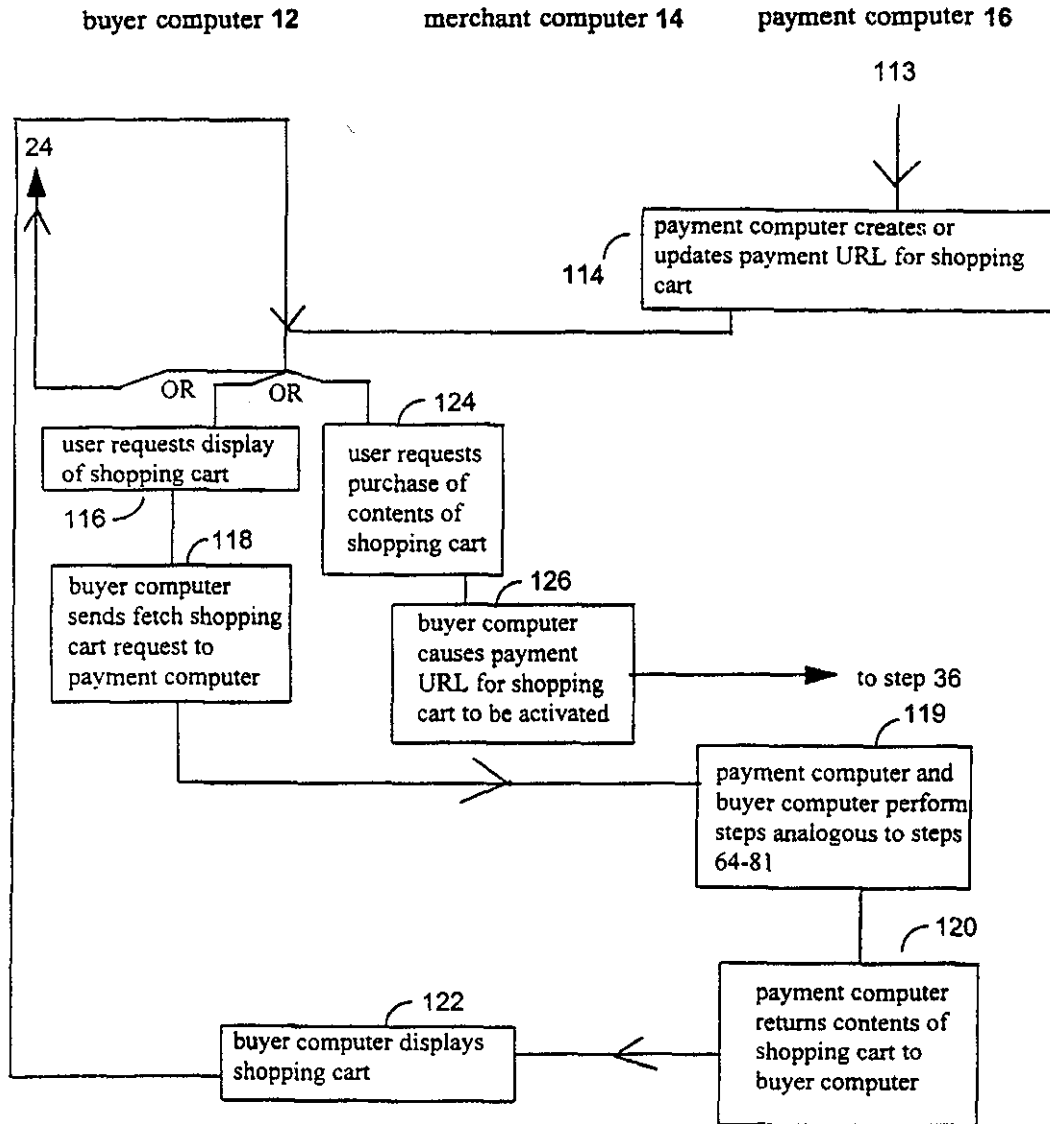 buyer computer 12
merchant computer 14
payment computer 16
113
24
payment computer creates or
updates payment URL for shopping
cart
114
OR
OR
124
user requests display
of shopping cart
116
user requests
purchase of
contents of
shopping cart
118
buyer computer
sends fetch shopping
cart request to
payment computer
126
buyer computer
causes payment
URL for shopping
cart to be activated
to step 36
119
payment computer and
buyer computer perform
steps analogous to steps
64-81
120
payment computer
returns contents of
shopping cart to
buyer computer
122
buyer computer displays
shopping cart